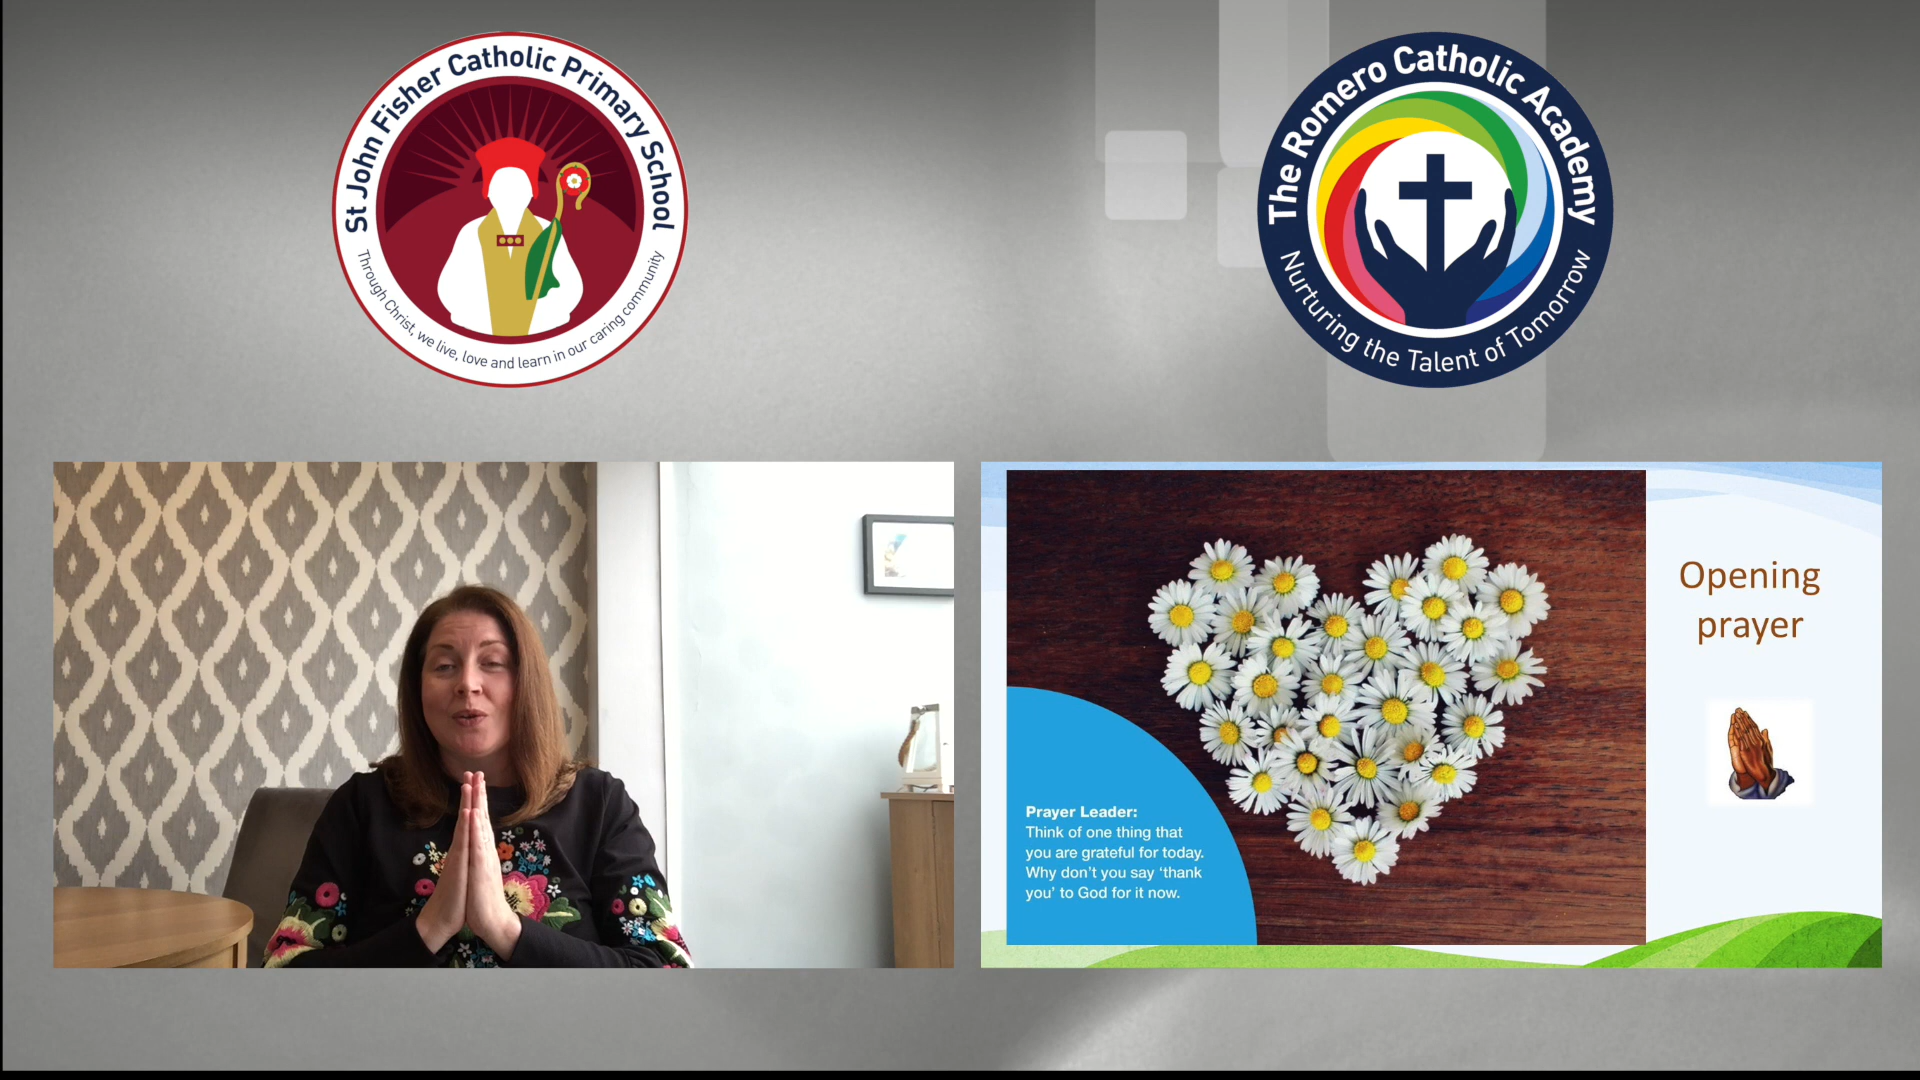 St John Fisher Catholic Primary School
Through Christ, we live, love and learn in our caring community
The Romero Catholic Academy
Nurturing the Talent of Tomorrow
Opening
prayer
Prayer Leader:
Think of one thing that
you are grateful for today.
Why don't you say ‘thank
you’ to God for it now.